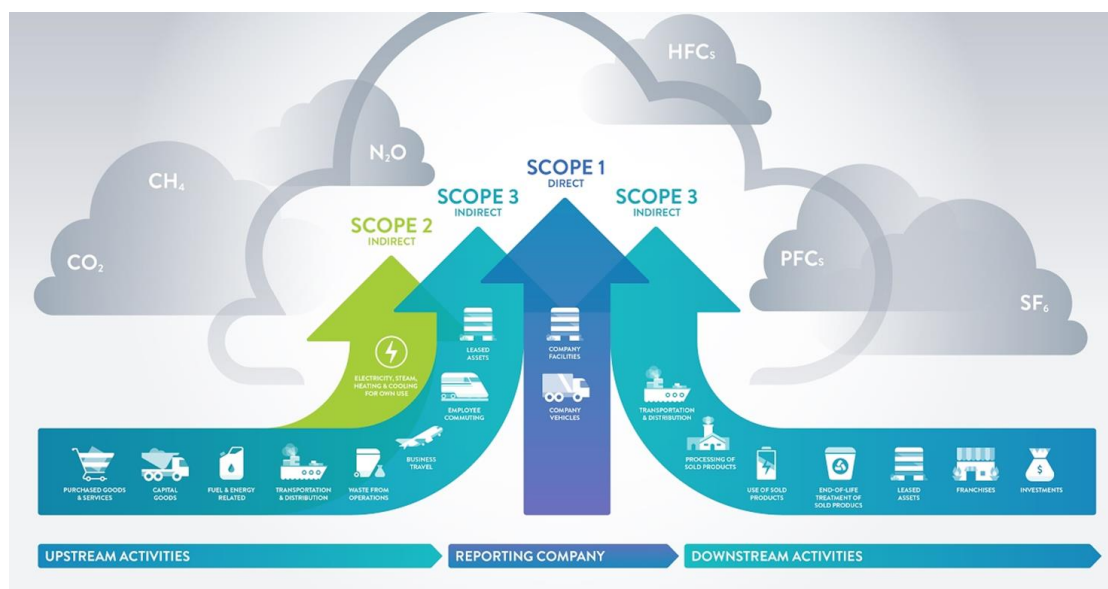 HFCs
N₂O
CH₄
CO₂
PFCs
SF₆
SCOPE 2
INDIRECT
SCOPE 3
INDIRECT
SCOPE 1
DIRECT
SCOPE 3
INDIRECT
ELECTRICITY, STEAM,
HEATING & COOLING
FOR OWN USE
LEASED
ASSETS
EMPLOYEE
COMMUTING
BUSINESS
TRAVEL
PURCHASED GOODS
& SERVICES
CAPITAL
GOODS
FUEL & ENERGY
RELATED
TRANSPORTATION
& DISTRIBUTION
WASTE FROM
OPERATIONS
COMPANY
FACILITIES
COMPANY
VEHICLES
TRANSPORTATION
& DISTRIBUTION
PROCESSING OF
SOLD PRODUCTS
USE OF SOLD
PRODUCTS
END-OF-LIFE
TREATMENT OF
SOLD PRODUCS
LEASED
ASSETS
FRANCHISES
$
INVESTMENTS
UPSTREAM ACTIVITIES
REPORTING COMPANY
DOWNSTREAM ACTIVITIES